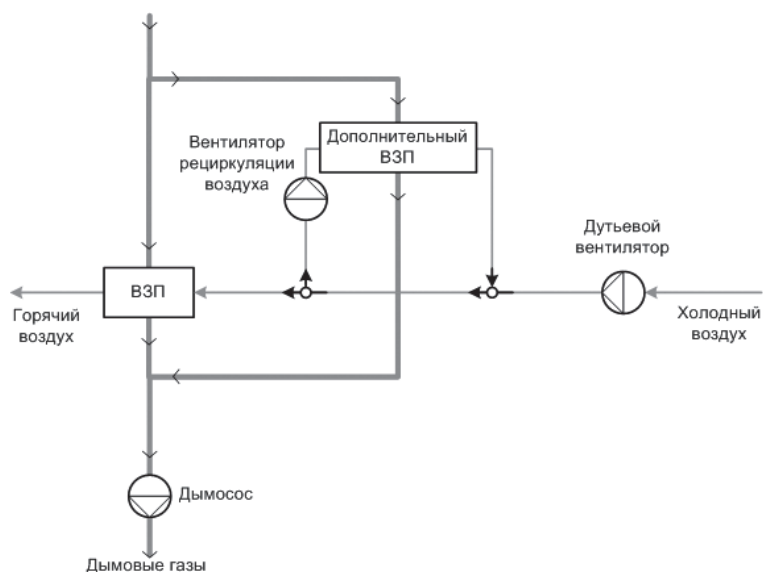 Дополнительный
ВЗП
Вентилятор
рециркуляции
воздуха
Дутьевой
вентилятор
ВЗП
Горячий
воздух
Холодный
воздух
Дымосос
Дымовые газы